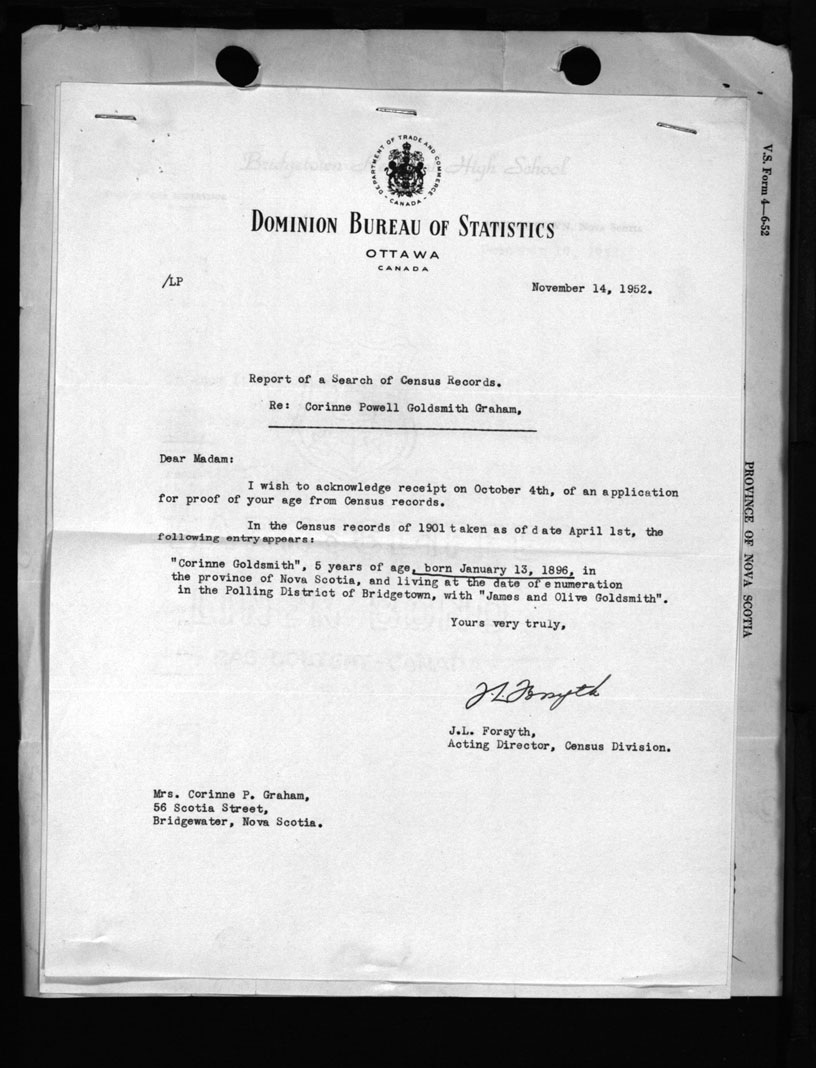 DEPARTMENT OF TRADE AND COMMERCE
- CANADA -
DOMINION BUREAU OF STATISTICS
OTTAWA
CANADA
/LP
November 14, 1952.
Report of a Search of Census Records.
Re: Corinne Powell Goldsmith Graham,
Dear Madam:
I wish to acknowledge receipt on October 4th, of an application
for proof of your age from Census records.
In the Census records of 1901 taken as of date April 1st, the
following entry appears:
"Corinne Goldsmith", 5 years of age, born January 13, 1896, in
the province of Nova Scotia, and living at the date of enumeration
in the Polling District of Bridgetown, with "James and Olive Goldsmith".
Yours very truly,
J L Forsyth
J.L. Forsyth,
Acting Director, Census Division.
Mrs. Corinne P. Graham,
56 Scotia Street,
Bridgewater, Nova Scotia.
V.S. Form 4—6-52
PROVINCE OF NOVA SCOTIA
Bridgetown High School
Nova Scotia